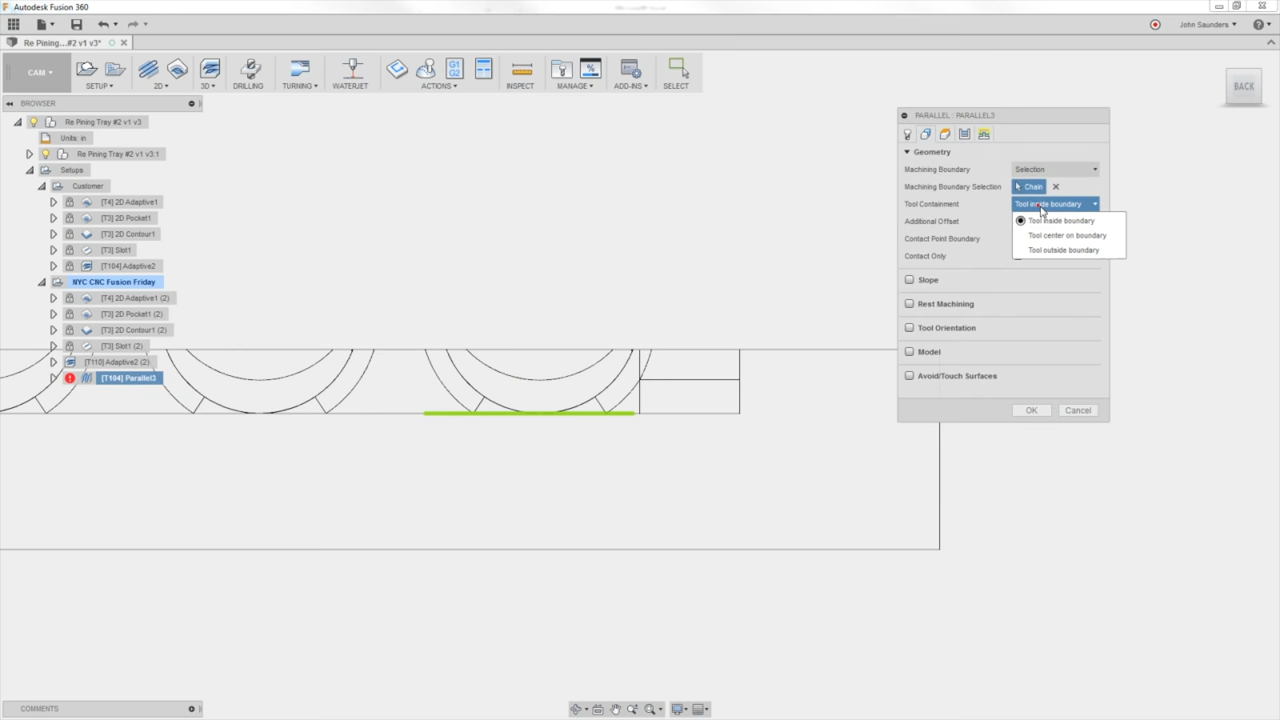 Autodesk Fusion 360
John Saunders
Re Pining...#2 v1 v3*
CAM
SETUP
2D
3D
DRILLING
TURNING
WATERJET
G1
G2
ACTIONS
INSPECT
MANAGE
ADD-INS
SELECT
BROWSER
BACK
Re Pining Tray #2 v1 v3
Units: in
Re Pining Tray #2 v1 v3:1
Setups
Customer
[T4] 2D Adaptive1
[T3] 2D Pocket1
[T3] 2D Contour1
[T3] Slot1
[T104] Adaptive2
NYC CNC Fusion Friday
[T4] 2D Adaptive1 (2)
[T3] 2D Pocket1 (2)
[T3] 2D Contour1 (2)
[T3] Slot1 (2)
[T110] Adaptive2 (2)
[T104] Parallel3
PARALLEL : PARALLEL3
Geometry
Machining Boundary Selection
Machining Boundary Selection Chain
Tool Containment Tool inside boundary
Additional Offset Tool inside boundary
Contact Point Boundary Tool center on boundary
Contact Only Tool outside boundary
Slope
Rest Machining
Tool Orientation
Model
Avoid/Touch Surfaces
OK Cancel
COMMENTS